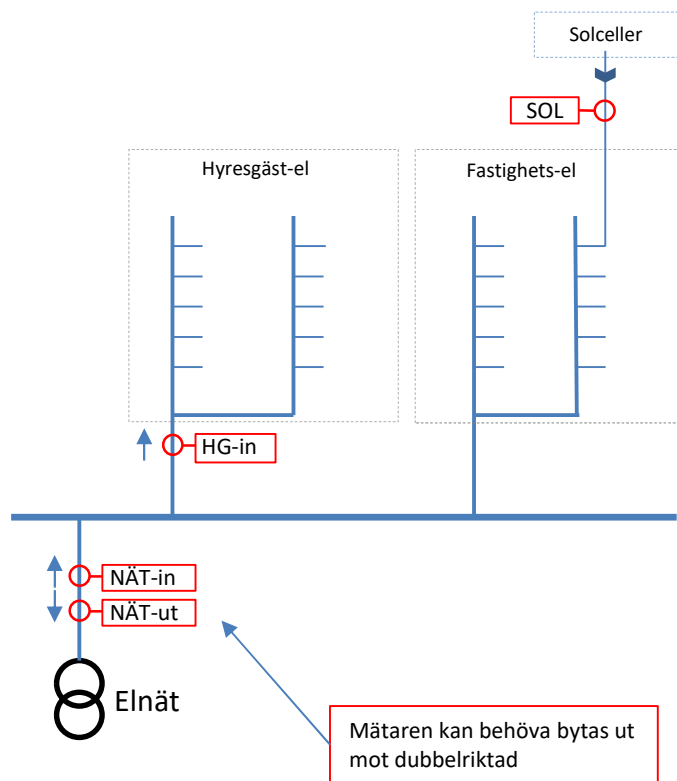 Solceller
SOL
Hyresgäst-el
Fastighets-el
HG-in
NÄT-in
NÄT-ut
Elnät
Mätaren kan behöva bytas ut
mot dubbelriktad